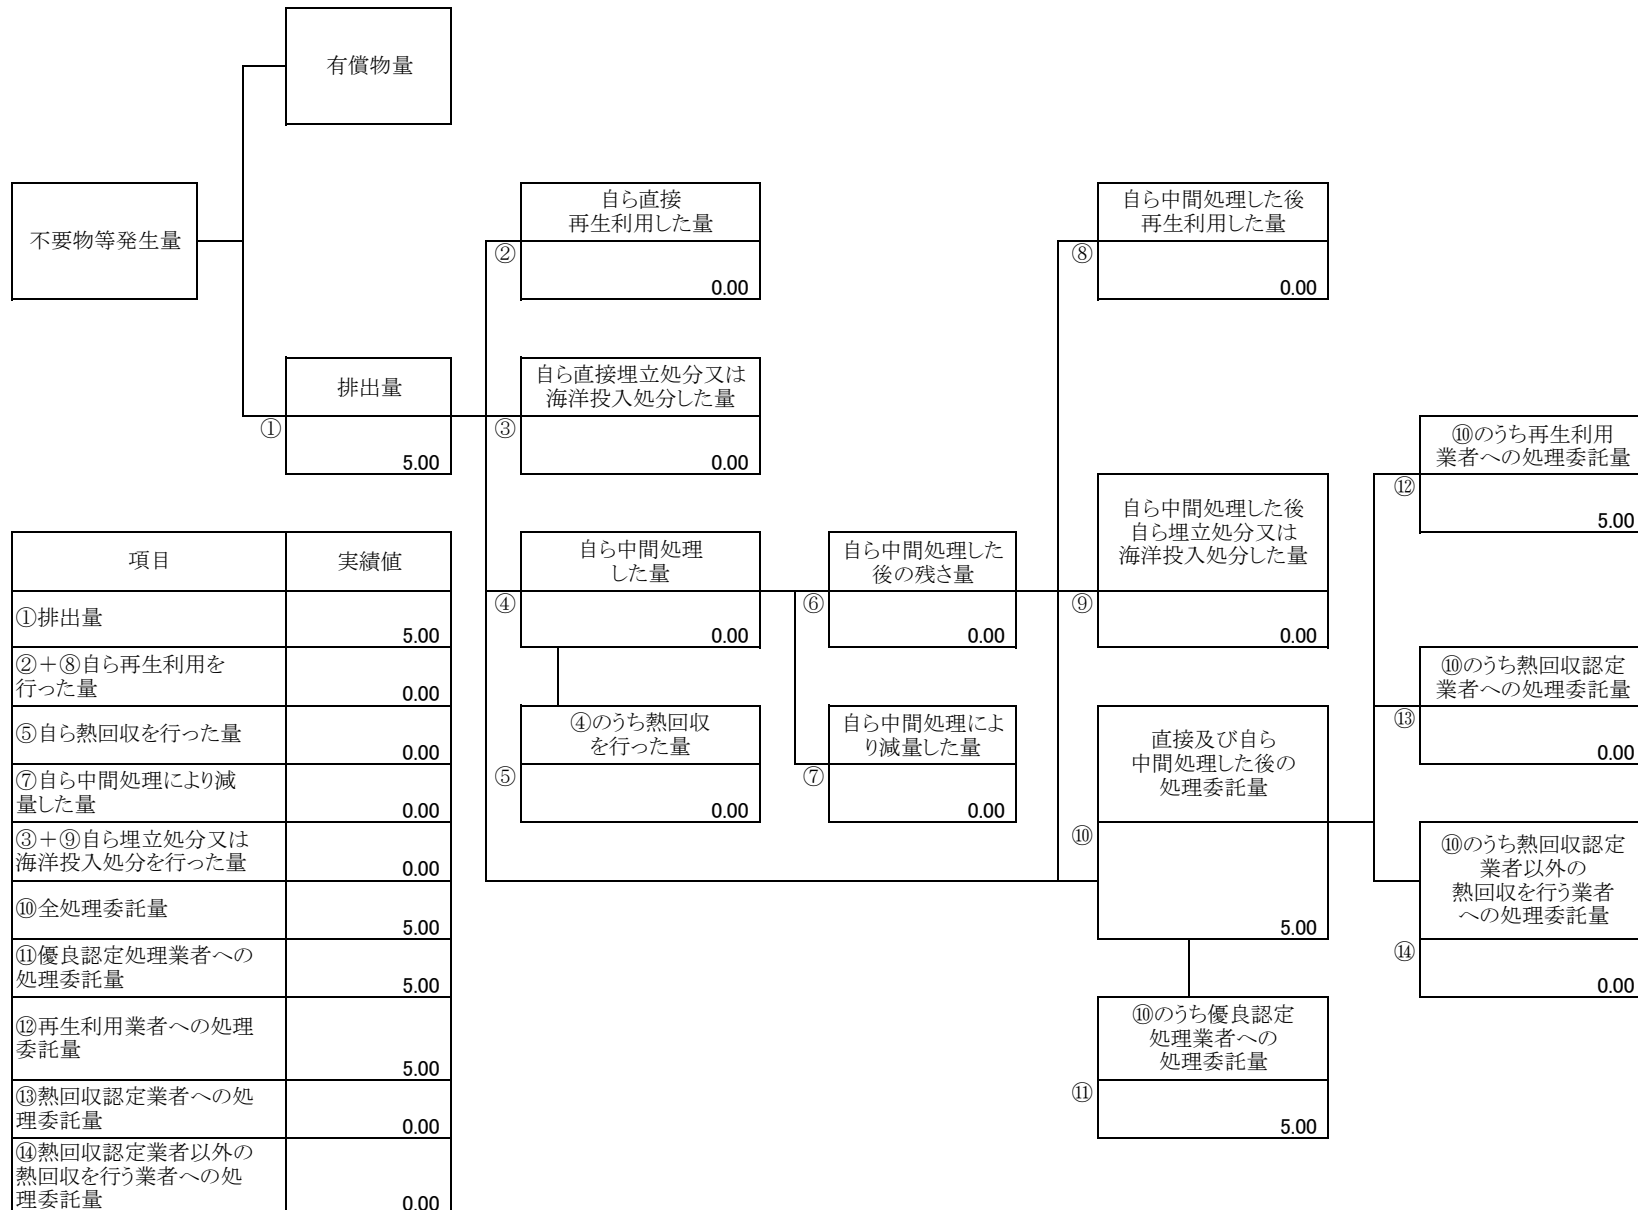 有償物量
不要物等発生量
自ら直接
再生利用した量
②
0.00
自ら中間処理した後
再生利用した量
⑧
0.00
排出量
①
5.00
自ら直接埋立処分又は
海洋投入処分した量
③
0.00
⑩のうち再生利用
業者への処理委託量
⑫
5.00
自ら中間処理
した量
④
0.00
自ら中間処理した
後の残さ量
⑥
0.00
自ら中間処理した後
自ら埋立処分又は
海洋投入処分した量
⑨
0.00
⑩のうち熱回収認定
業者への処理委託量
⑬
0.00
④のうち熱回収
を行った量
⑤
0.00
自ら中間処理によ
り減量した量
⑦
0.00
直接及び自ら
中間処理した後の
処理委託量
⑩
5.00
⑩のうち熱回収認定
業者以外の
熱回収を行う業者
への処理委託量
⑭
0.00
⑩のうち優良認定
処理業者への
処理委託量
⑪
5.00
項目 実績値
①排出量
5.00
②+⑧自ら再生利用を
行った量
0.00
⑤自ら熱回収を行った量
0.00
⑦自ら中間処理により減
量した量
0.00
③+⑨自ら埋立処分又は
海洋投入処分を行った量
0.00
⑩全処理委託量
5.00
⑪優良認定処理業者への
処理委託量
5.00
⑫再生利用業者への処理
委託量
5.00
⑬熱回収認定業者への処
理委託量
0.00
⑭熱回収認定業者以外の
熱回収を行う業者への処
理委託量
0.00